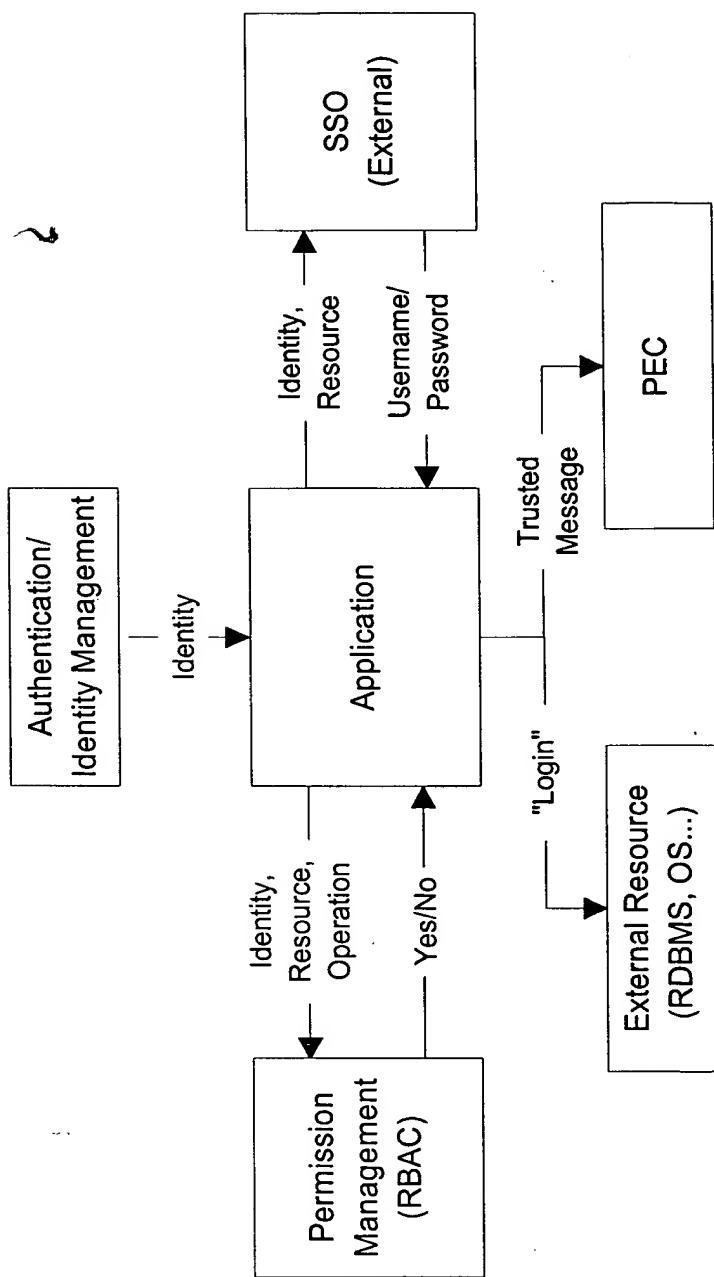 Authentication/
Identity Management
Identity
Permission
Management
(RBAC)
Identity,
Resource,
Operation
Yes/No
Application
Identity,
Resource
Username/
Password
SSO
(External)
"Login"
Trusted
Message
External Resource
(RDBMS, OS...)
PEC